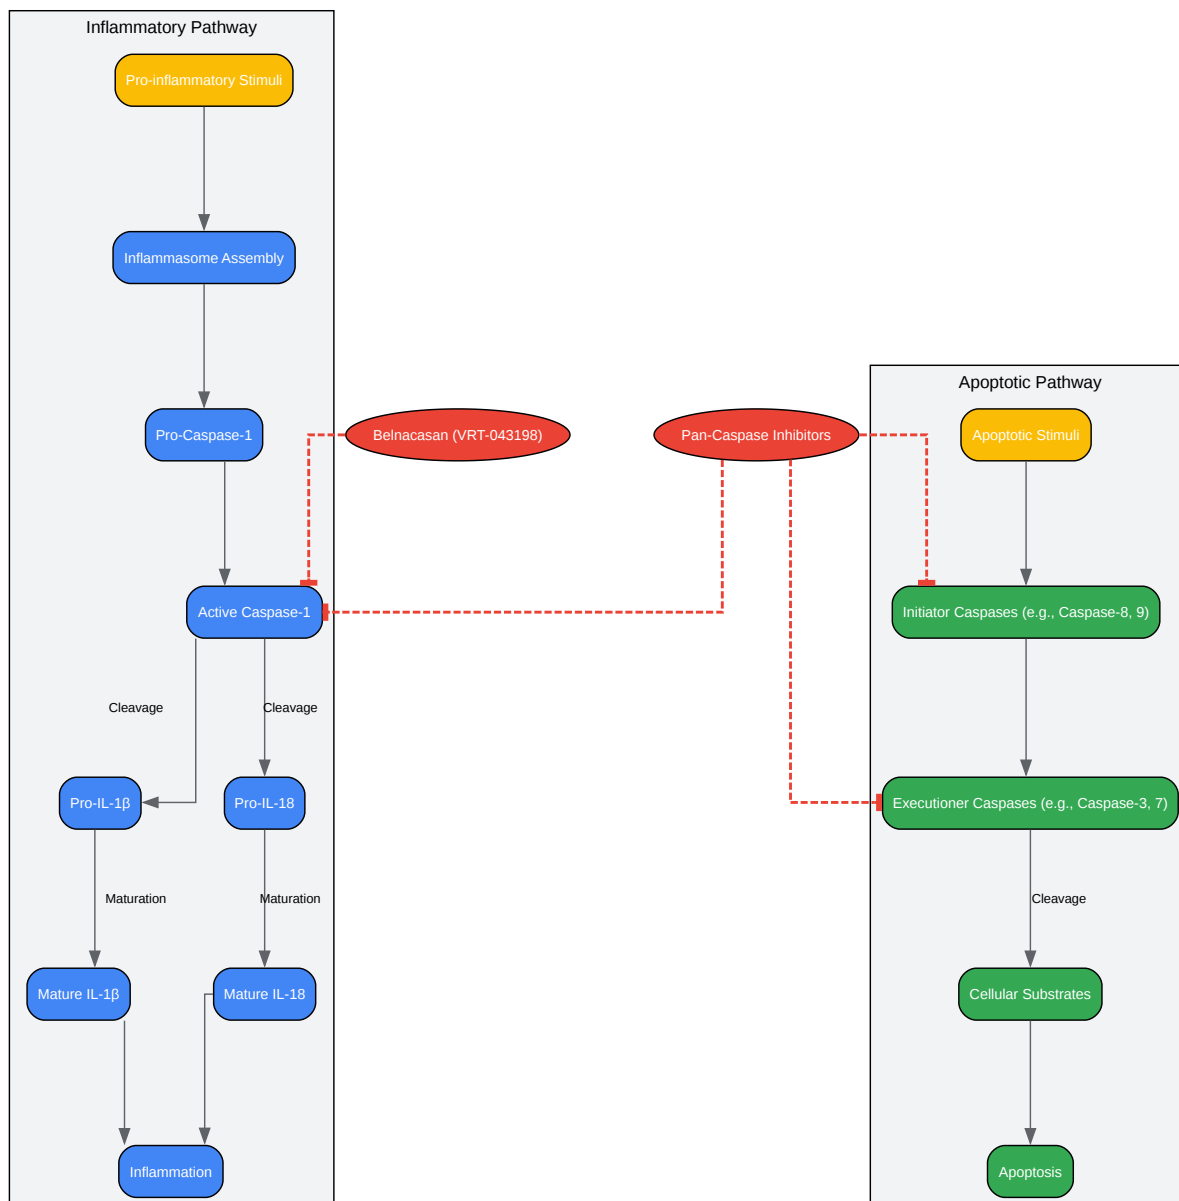 Inflammatory Pathway
Pro-inflammatory Stimuli
Inflammasome Assembly
Pro-Caspase-1
Active Caspase-1
Cleavage
Cleavage
Pro-IL-1β
Pro-IL-18
Maturation
Maturation
Mature IL-1β
Mature IL-18
Inflammation
Belnacasan (VRT-043198)
Pan-Caspase Inhibitors
Apoptotic Pathway
Apoptotic Stimuli
Initiator Caspases (e.g., Caspase-8, 9)
Executioner Caspases (e.g., Caspase-3, 7)
Cleavage
Cellular Substrates
Apoptosis